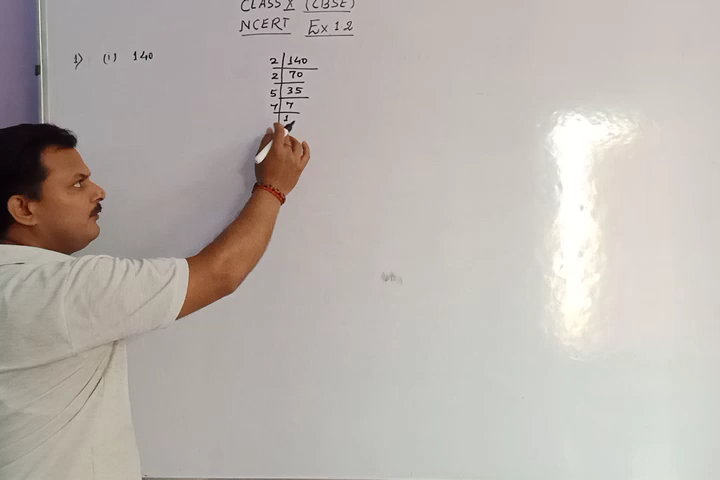 CLASS X (CBSE)
NCERT Ex 1.2
1) (i) 140
2 140
2 70
5 35
7 7
1